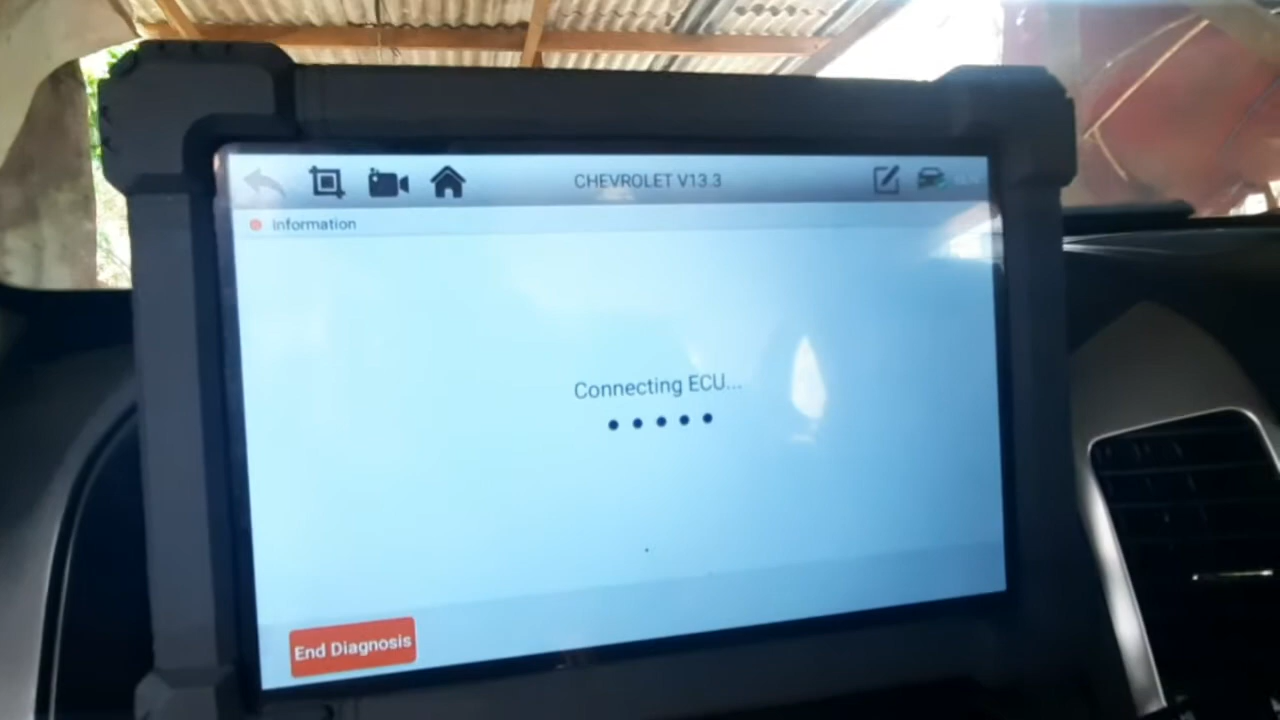 CHEVROLET V13.3
Information
Connecting ECU...
End Diagnosis